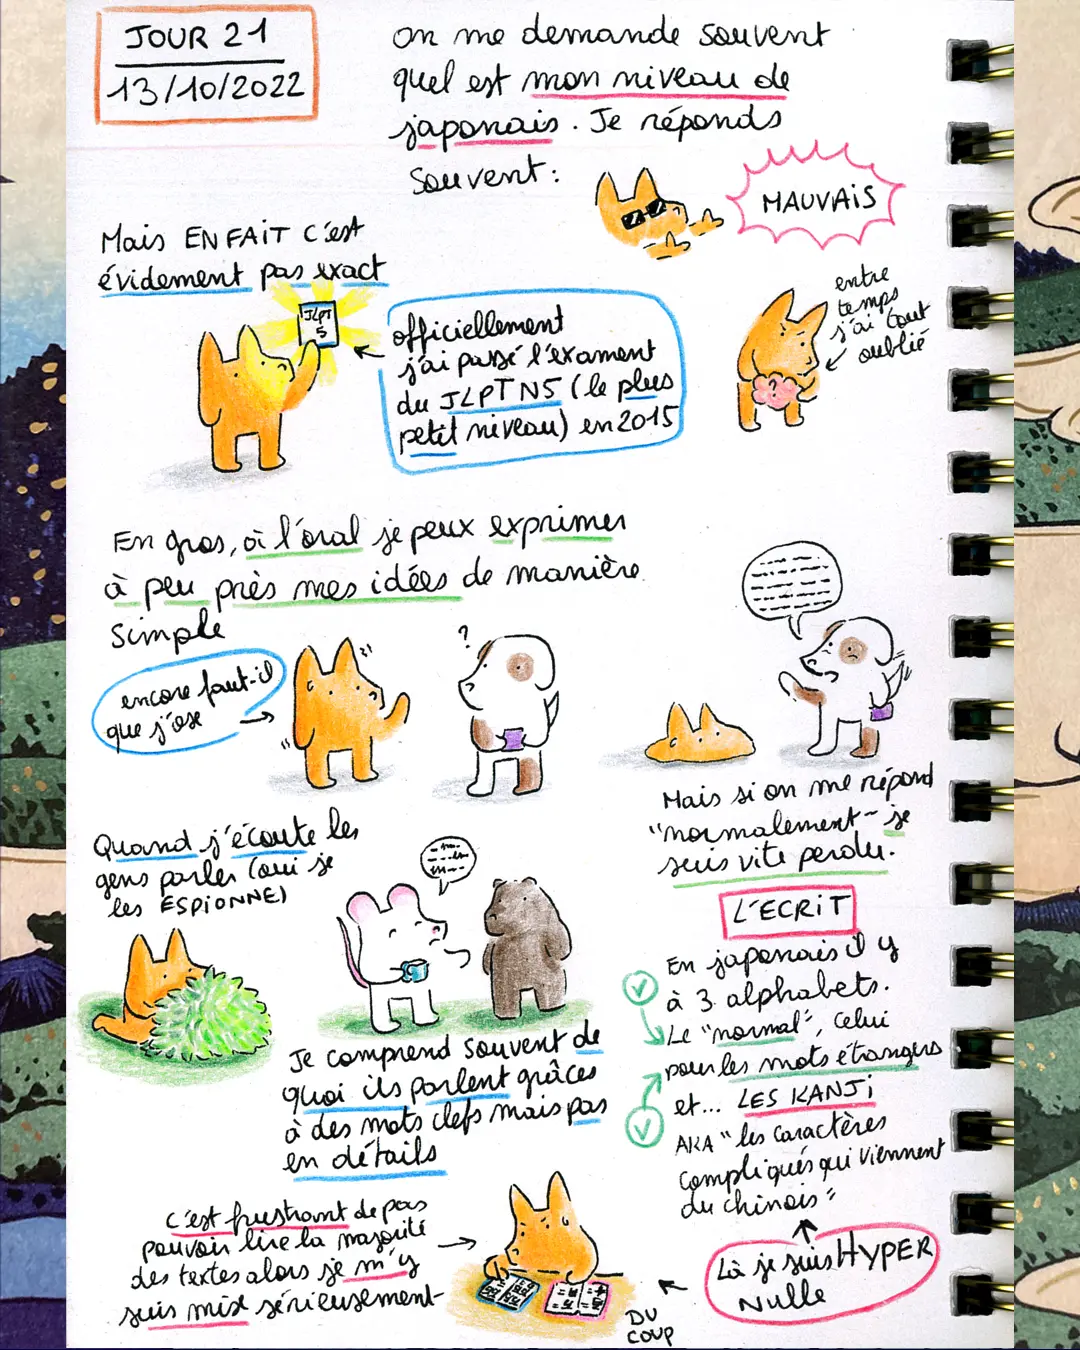 JOUR 21
13/10/2022
on me demande souvent
quel est mon niveau de
japonais. Je réponds
souvent :
MAUVAIS
Mais EN FAIT c'est
évidement pas exact
JLPT
5
officiellement
j'ai passé l'exament
du JLPT N5 (le plus
petit niveau) en 2015
entre
temps
j'ai tout
oublié
?
En gros, à l'oral je peux exprimer
à peu près mes idées de manière
simple
encore faut-il
que j'ose
?
Mais si on me répond
"normalement" je
suis vite perdu.
Quand j'écoute les
gens parler (oui je
les ESPIONNE)
Je comprend souvent de
quoi ils parlent grâces
à des mots clefs mais pas
en détails
L'ECRIT
En japonais il y
à 3 alphabets.
Le "normal", celui
pour les mots étrangers
et... LES KANJI
AKA "les caractères
compliqués qui viennent
du chinois"
Là je suis HYPER
NULLE
DU
COUP
c'est frustrant de pas
pouvoir lire la majorité
des textes alors je m'y
suis mise sérieusement